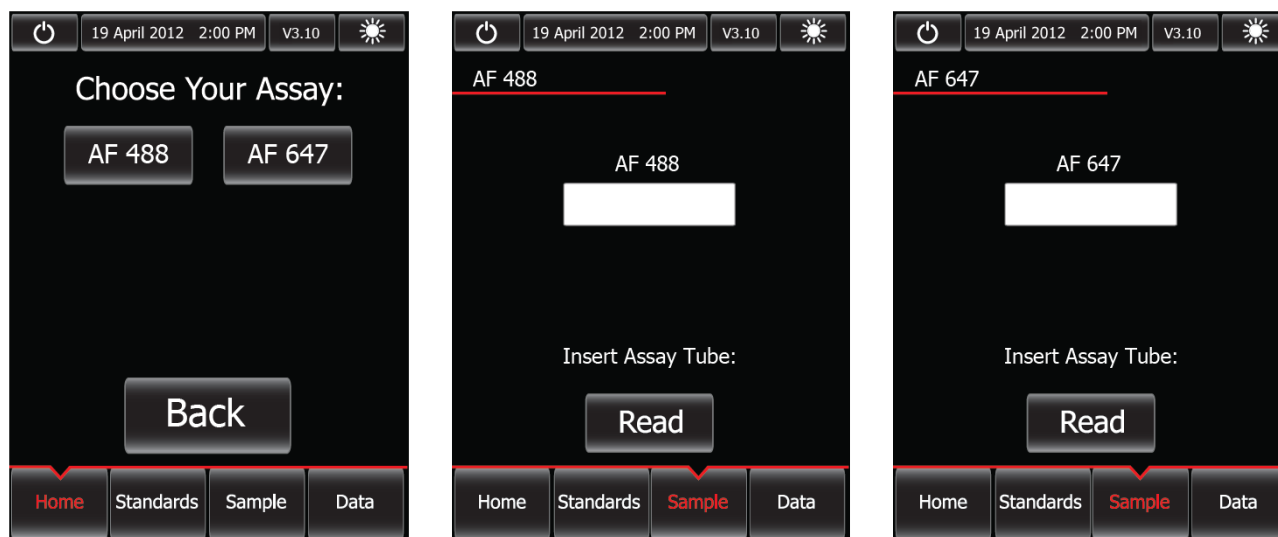 19 April 2012 2:00 PM V3.10
Choose Your Assay:
AF 488 AF 647
Back
Home Standards Sample Data
19 April 2012 2:00 PM V3.10
AF 488
AF 488
Insert Assay Tube:
Read
Home Standards Sample Data
19 April 2012 2:00 PM V3.10
AF 647
AF 647
Insert Assay Tube:
Read
Home Standards Sample Data